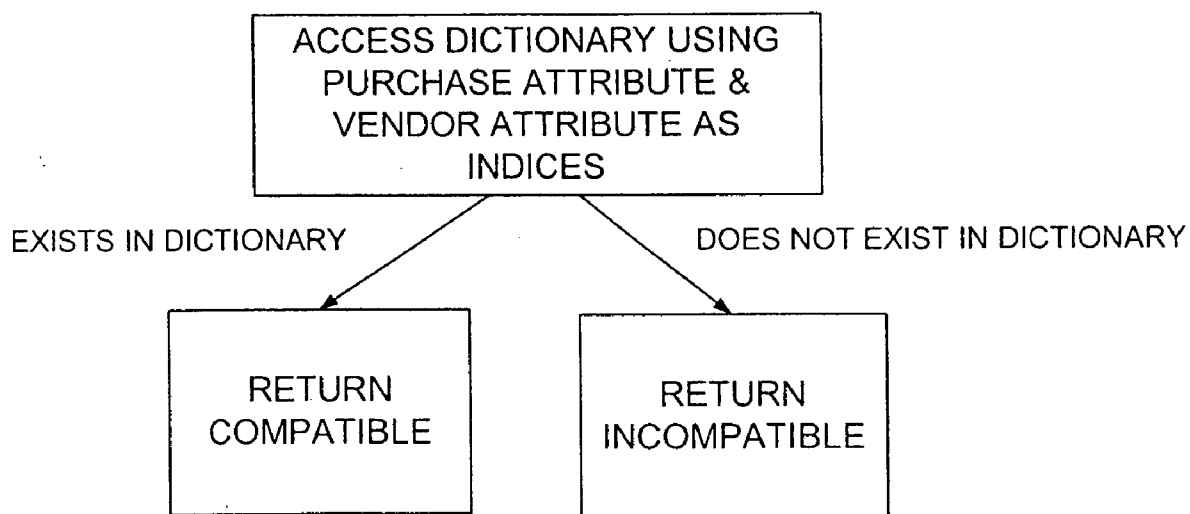 ACCESS DICTIONARY USING
PURCHASE ATTRIBUTE &
VENDOR ATTRIBUTE AS
INDICES
EXISTS IN DICTIONARY
DOES NOT EXIST IN DICTIONARY
RETURN
COMPATIBLE
RETURN
INCOMPATIBLE